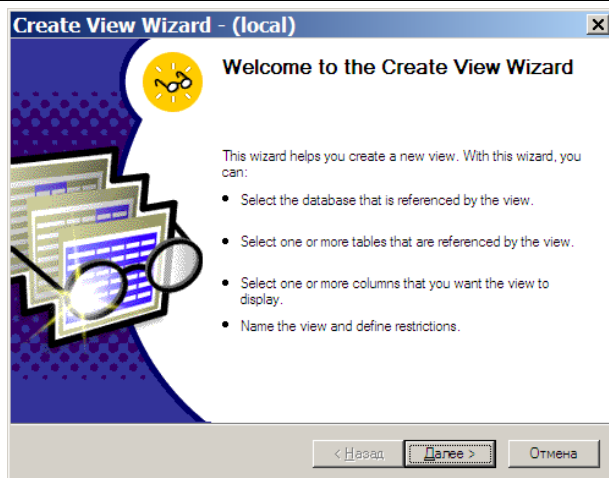 Create View Wizard - (local)
Welcome to the Create View Wizard
This wizard helps you create a new view. With this wizard, you
can:
• Select the database that is referenced by the view.
• Select one or more tables that are referenced by the view.
• Select one or more columns that you want the view to
display.
• Name the view and define restrictions.
< Назад Далее > Отмена